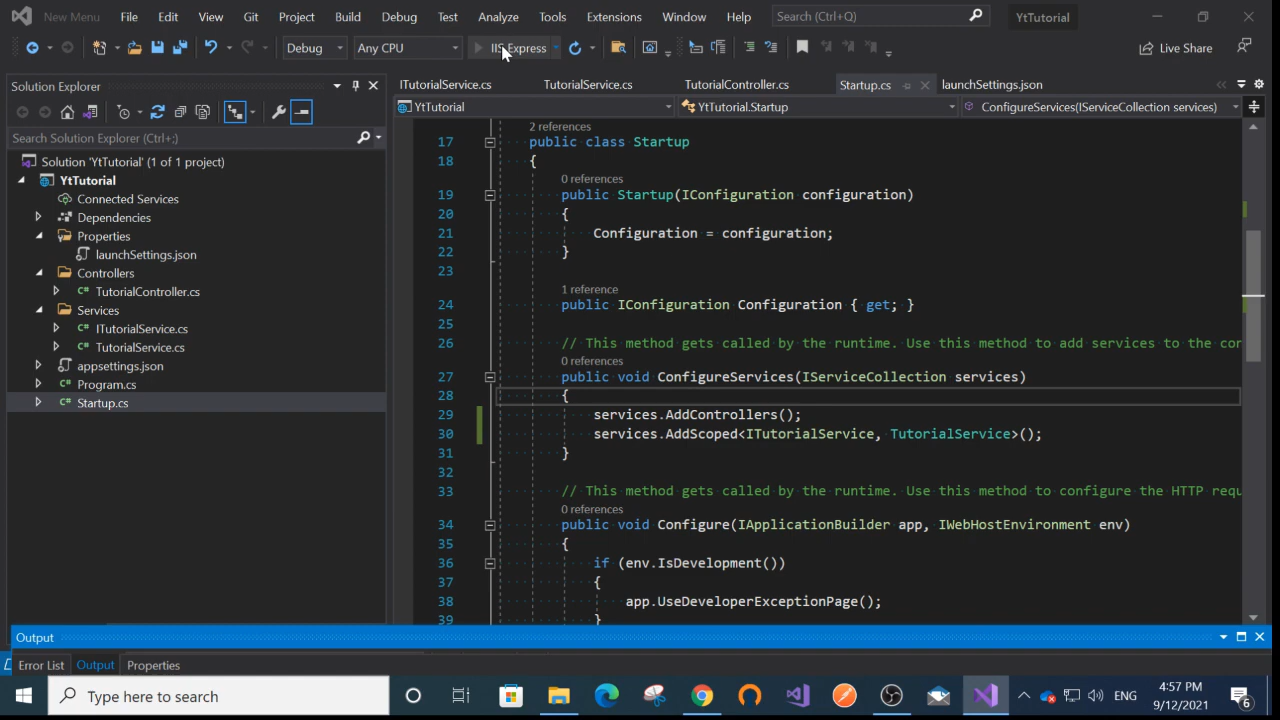 New Menu File Edit View Git Project Build Debug Test Analyze Tools Extensions Window Help Search (Ctrl+Q) YtTutorial
Debug Any CPU IIS Express Live Share
Solution Explorer
Search Solution Explorer (Ctrl+;)
Solution 'YtTutorial' (1 of 1 project)
YtTutorial
Connected Services
Dependencies
Properties
launchSettings.json
Controllers
C# TutorialController.cs
Services
C# ITutorialService.cs
C# TutorialService.cs
appsettings.json
C# Program.cs
C# Startup.cs
ITutorialService.cs TutorialService.cs TutorialController.cs Startup.cs launchSettings.json
YtTutorial YtTutorial.Startup ConfigureServices(IServiceCollection services)
2 references
17 public class Startup
18 {
0 references
19 public Startup(IConfiguration configuration)
20 {
21 Configuration = configuration;
22 }
23
1 reference
24 public IConfiguration Configuration { get; }
25
26 // This method gets called by the runtime. Use this method to add services to the con
0 references
27 public void ConfigureServices(IServiceCollection services)
28 {
29 services.AddControllers();
30 services.AddScoped<ITutorialService, TutorialService>();
31 }
32
33 // This method gets called by the runtime. Use this method to configure the HTTP requ
0 references
34 public void Configure(IApplicationBuilder app, IWebHostEnvironment env)
35 {
36 if (env.IsDevelopment())
37 {
38 app.UseDeveloperExceptionPage();
39 }
Output
Error List Output Properties
Type here to search
ENG 4:57 PM
9/12/2021
6